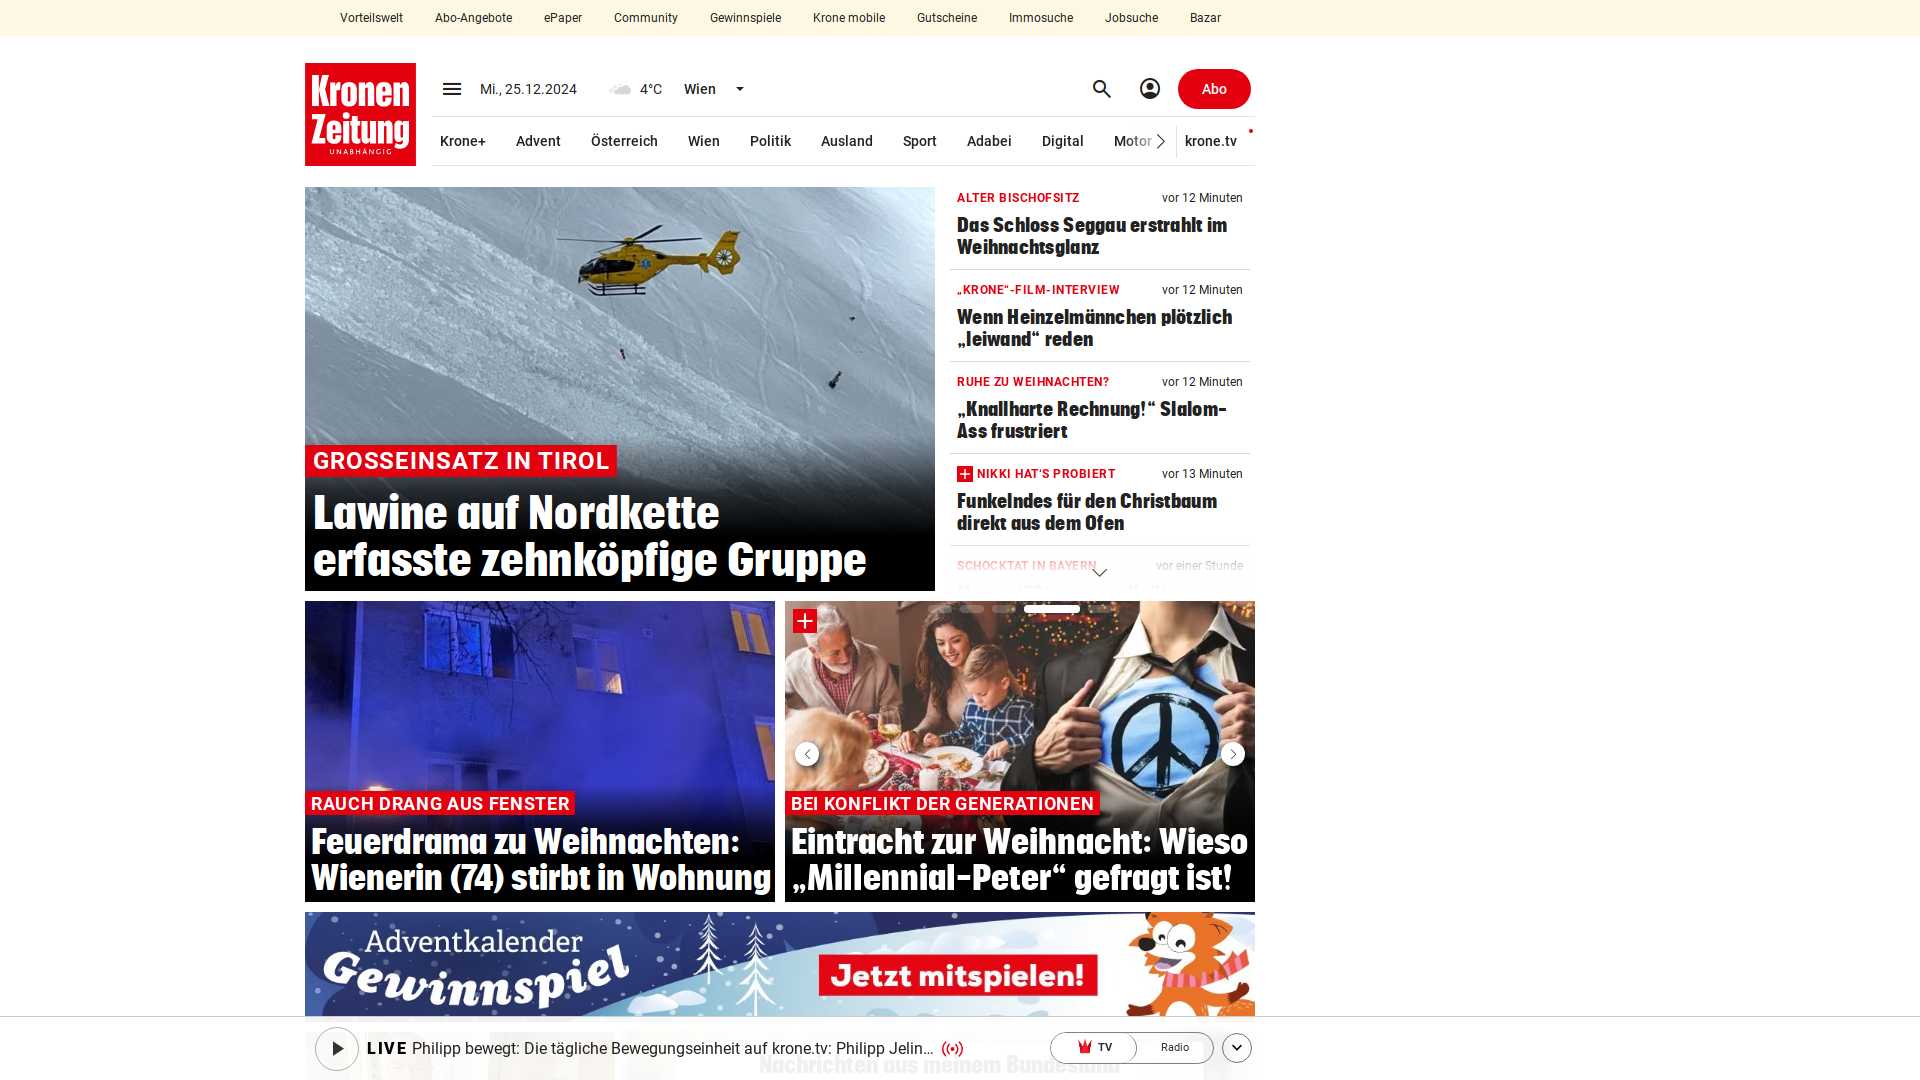 Vorteilswelt Abo-Angebote ePaper Community Gewinnspiele Krone mobile Gutscheine Immosuche Jobsuche Bazar
Kronen
Zeitung
UNABHÄNGIG
Mi., 25.12.2024 4°C Wien Abo
Krone+ Advent Österreich Wien Politik Ausland Sport Adabei Digital Motor krone.tv
GROSSEINSATZ IN TIROL
Lawine auf Nordkette
erfasste zehnköpfige Gruppe
ALTER BISCHOFSITZ vor 12 Minuten
Das Schloss Seggau erstrahlt im
Weihnachtsglanz
„KRONE“-FILM-INTERVIEW vor 12 Minuten
Wenn Heinzelmännchen plötzlich
„leiwand“ reden
RUHE ZU WEIHNACHTEN? vor 12 Minuten
„Knallharte Rechnung!“ Slalom-
Ass frustriert
NIKKI HAT'S PROBIERT vor 13 Minuten
Funkelndes für den Christbaum
direkt aus dem Ofen
SCHOCKTAT IN BAYERN vor einer Stunde
RAUCH DRANG AUS FENSTER
Feuerdrama zu Weihnachten:
Wienerin (74) stirbt in Wohnung
BEI KONFLIKT DER GENERATIONEN
Eintracht zur Weihnacht: Wieso
„Millennial-Peter“ gefragt ist!
Adventkalender
Gewinnspiel
Jetzt mitspielen!
LIVE Philipp bewegt: Die tägliche Bewegungseinheit auf krone.tv: Philipp Jelin... TV Radio
Nachrichten aus meinem Bundesland